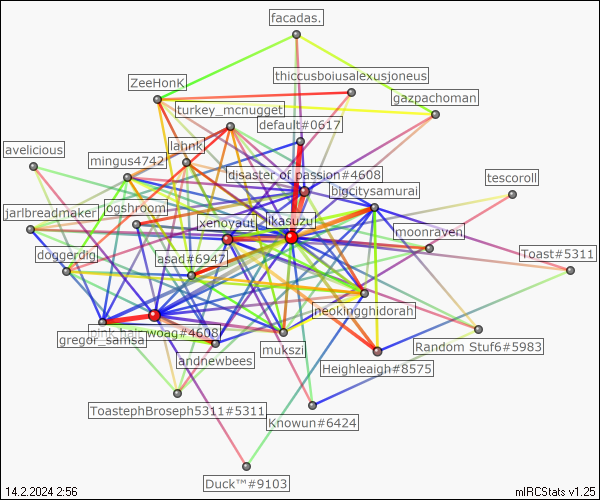 facadas.
thiccusboiusalexusjoneus
ZeeHonK
gazpachoman
turkey_mcnugget
default#0617
lahnk
avelicious
mingus4742
disaster of passion#4608
tescoroll
bigcitysamurai
jarlbreadmaker
ogshroom
xenoyaut
ikasuzu
moonraven
doggerdig
asad#6947
Toast#5311
neokingghidorah
gregor_samsa
woag#4608
mukszii
Random Stuf6#5983
andnewbees
Heighleaigh#8575
ToastephBroseph5311#5311
Knowun#6424
Duck™#9103
14.2.2024 2:56
mIRCStats v1.25